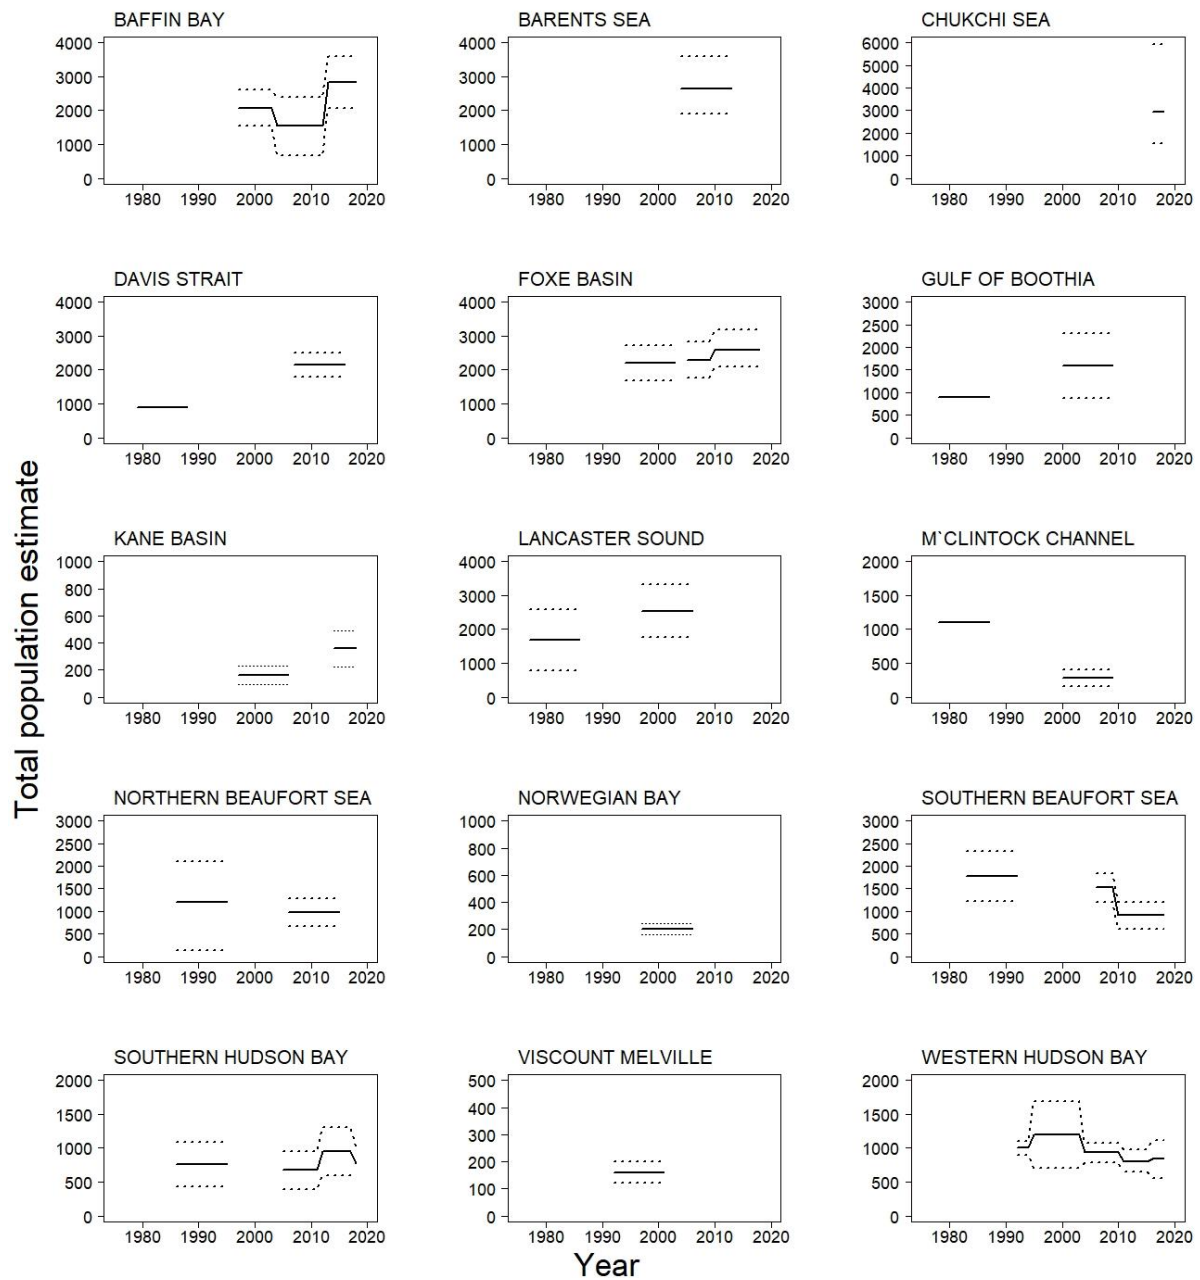 BAFFIN BAY
4000
3000
2000
1000
0
1980 1990 2000 2010 2020
BARENTS SEA
4000
3000
2000
1000
0
1980 1990 2000 2010 2020
CHUKCHI SEA
6000
5000
4000
3000
2000
1000
0
1980 1990 2000 2010 2020
DAVIS STRAIT
4000
3000
2000
1000
0
1980 1990 2000 2010 2020
FOXE BASIN
4000
3000
2000
1000
0
1980 1990 2000 2010 2020
GULF OF BOOTHIA
3000
2500
2000
1500
1000
500
0
1980 1990 2000 2010 2020
Total population estimate
KANE BASIN
1000
800
600
400
200
0
1980 1990 2000 2010 2020
LANCASTER SOUND
4000
3000
2000
1000
0
1980 1990 2000 2010 2020
M`CLINTOCK CHANNEL
2000
1500
1000
500
0
1980 1990 2000 2010 2020
NORTHERN BEAUFORT SEA
3000
2500
2000
1500
1000
500
0
1980 1990 2000 2010 2020
NORWEGIAN BAY
1000
800
600
400
200
0
1980 1990 2000 2010 2020
SOUTHERN BEAUFORT SEA
3000
2500
2000
1500
1000
500
0
1980 1990 2000 2010 2020
SOUTHERN HUDSON BAY
2000
1500
1000
500
0
1980 1990 2000 2010 2020
VISCOUNT MELVILLE
500
400
300
200
100
0
1980 1990 2000 2010 2020
WESTERN HUDSON BAY
2000
1500
1000
500
0
1980 1990 2000 2010 2020
Year